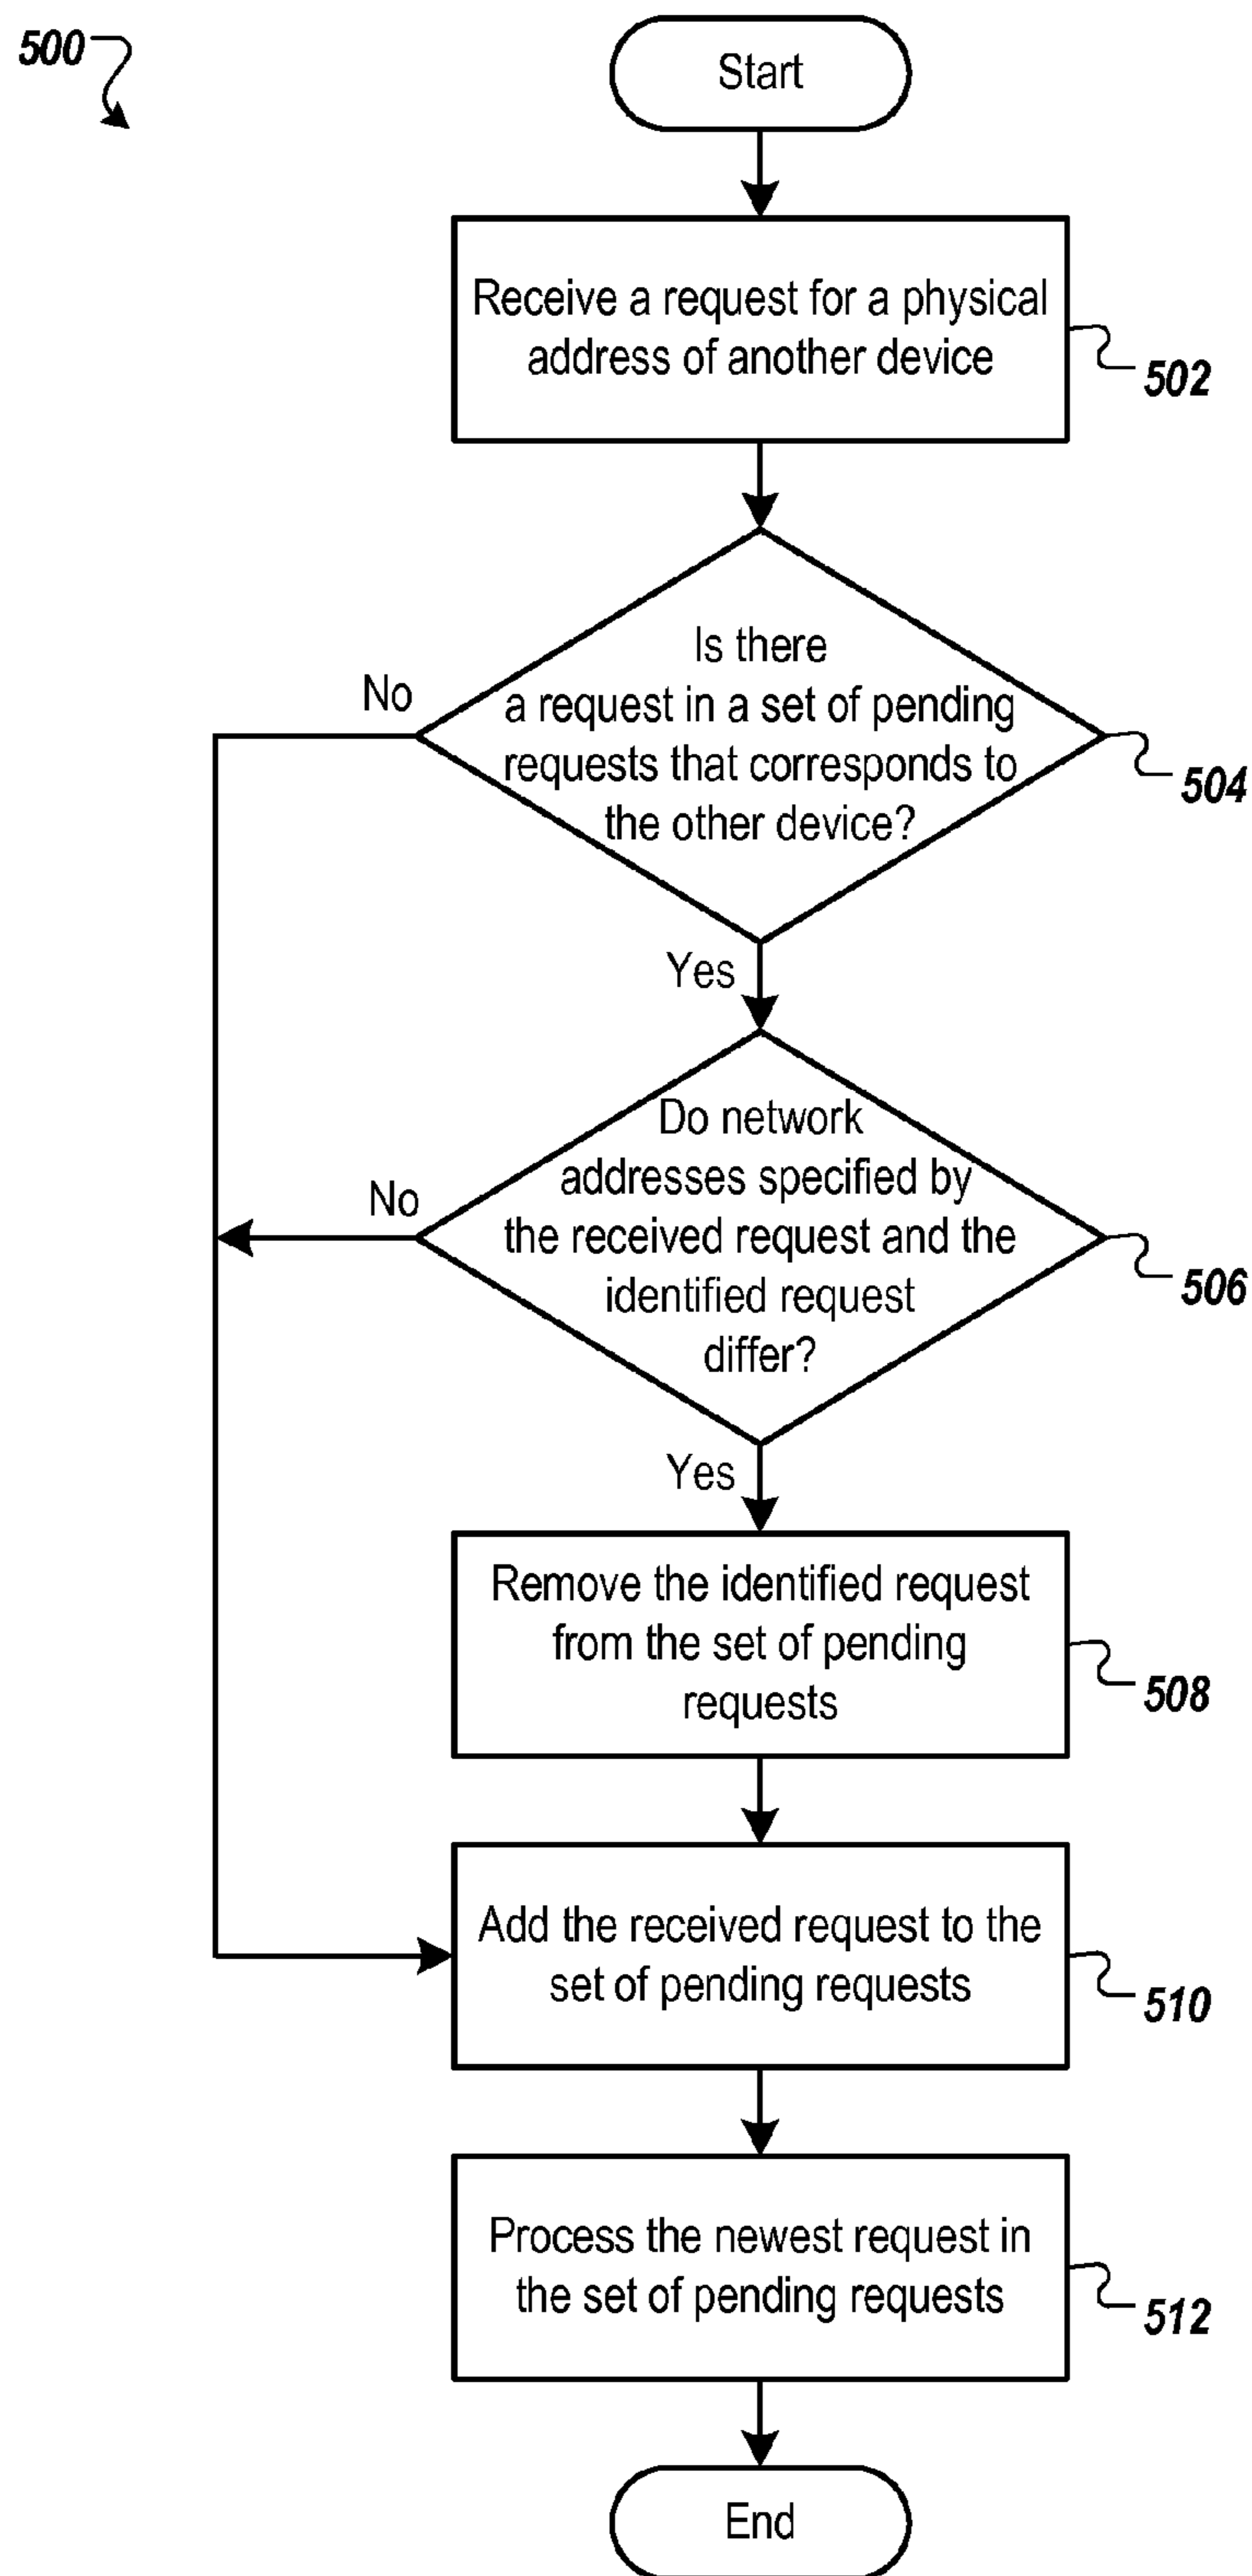 500
Start
Receive a request for a physical
address of another device
502
Is there
a request in a set of pending
requests that corresponds to
the other device?
504
No
Yes
Do network
addresses specified by
the received request and the
identified request
differ?
506
No
Yes
Remove the identified request
from the set of pending
requests
508
Add the received request to the
set of pending requests
510
Process the newest request in
the set of pending requests
512
End